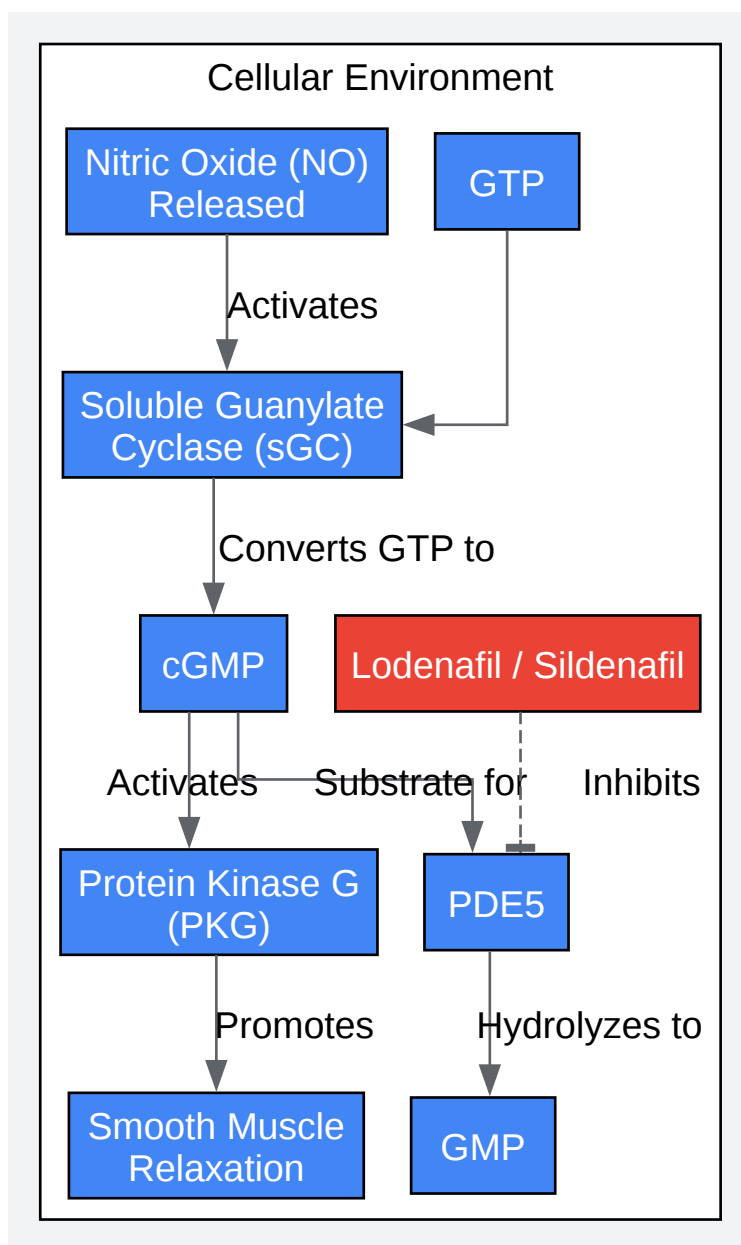 Cellular Environment
Nitric Oxide (NO)
Released
GTP
Activates
Soluble Guanylate
Cyclase (sGC)
Converts GTP to
cGMP
Lodenafil / Sildenafil
Activates
Substrate for
Inhibits
Protein Kinase G
(PKG)
PDE5
Promotes
Hydrolyzes to
Smooth Muscle
Relaxation
GMP